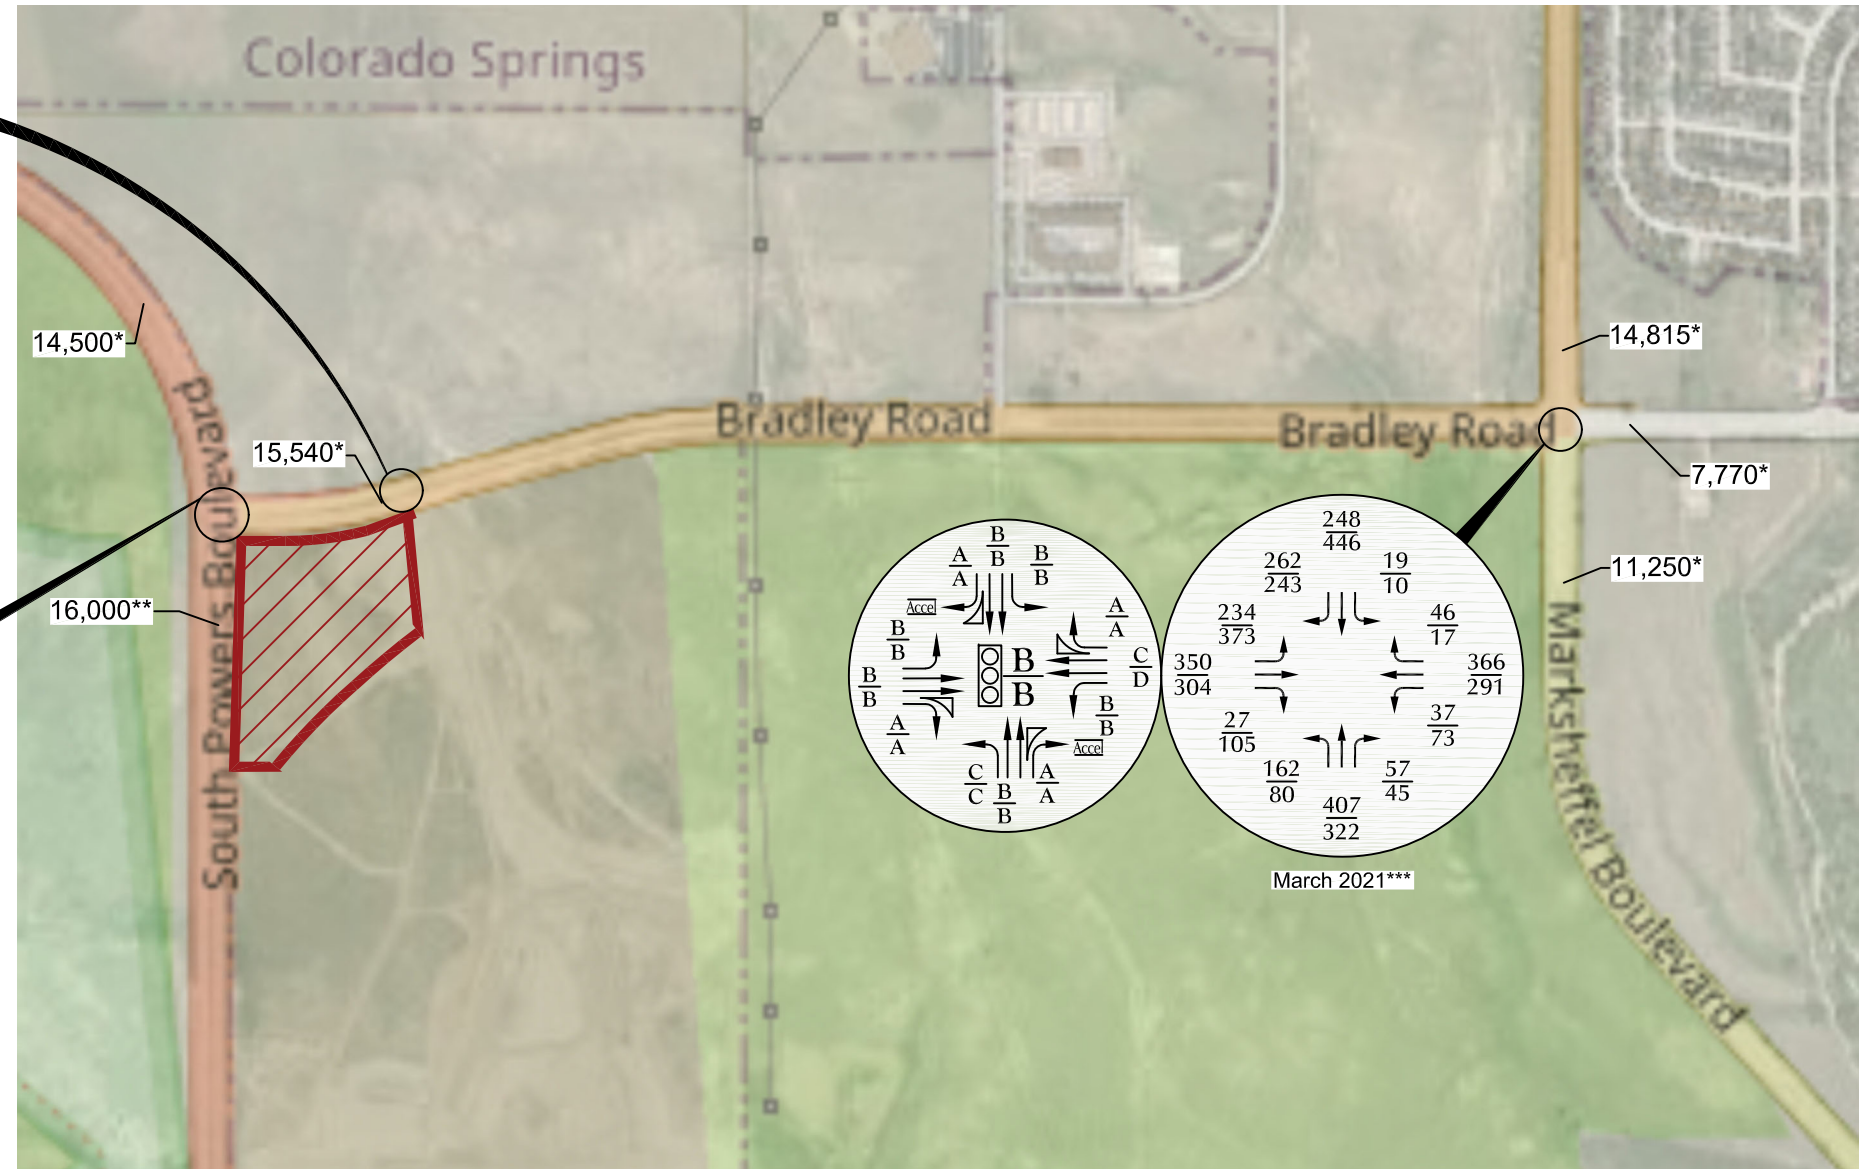 Colorado Springs
14,500*
14,815*
Bradley Road
Bradley Road
15,540*
7,770*
16,000**
11,250*
South Powers Boulevard
Marksheffel Boulevard
B
B
A
A
B
B
Accel
A
A
B
B
B
B
C
D
B
B
A
A
B
B
Accel
C
C
B
B
A
A
248
446
262
243
19
10
234
373
46
17
350
304
366
291
27
105
37
73
162
80
57
45
407
322
March 2021***